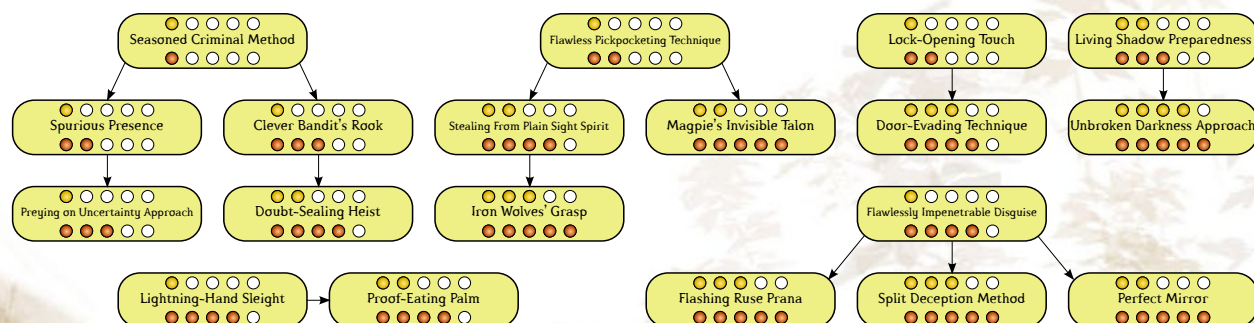 Seasoned Criminal Method
Flawless Pickpocketing Technique
Lock-Opening Touch
Living Shadow Preparedness
Spurious Presence
Clever Bandit's Rook
Stealing From Plain Sight Spirit
Magpie's Invisible Talon
Door-Evading Technique
Unbroken Darkness Approach
Preying on Uncertainty Approach
Doubt-Sealing Heist
Iron Wolves' Grasp
Flawlessly Impenetrable Disguise
Lightning-Hand Sleight
Proof-Eating Palm
Flashing Ruse Prana
Split Deception Method
Perfect Mirror